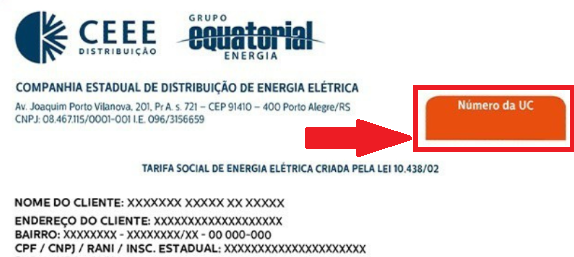 CEEE
DISTRIBUIÇÃO
GRUPO
equatorial
ENERGIA
COMPANHIA ESTADUAL DE DISTRIBUIÇÃO DE ENERGIA ELÉTRICA
Av. Joaquim Porto Vilanova, 201, Pr A. s. 721 – CEP 91410 – 400 Porto Alegre/RS
CNPJ: 08.467.115/0001-001 I.E. 096/3156659
Número da UC
TARIFA SOCIAL DE ENERGIA ELÉTRICA CRIADA PELA LEI 10.438/02
NOME DO CLIENTE: XXXXXXX XXXXX XX XXXXX
ENDEREÇO DO CLIENTE: XXXXXXXXXXXXXXXXXXX
BAIRRO: XXXXXXXX - XXXXXXXX/XX - 00 000-000
CPF / CNPJ / RANI / INSC. ESTADUAL: XXXXXXXXXXXXXXXXXXXXX